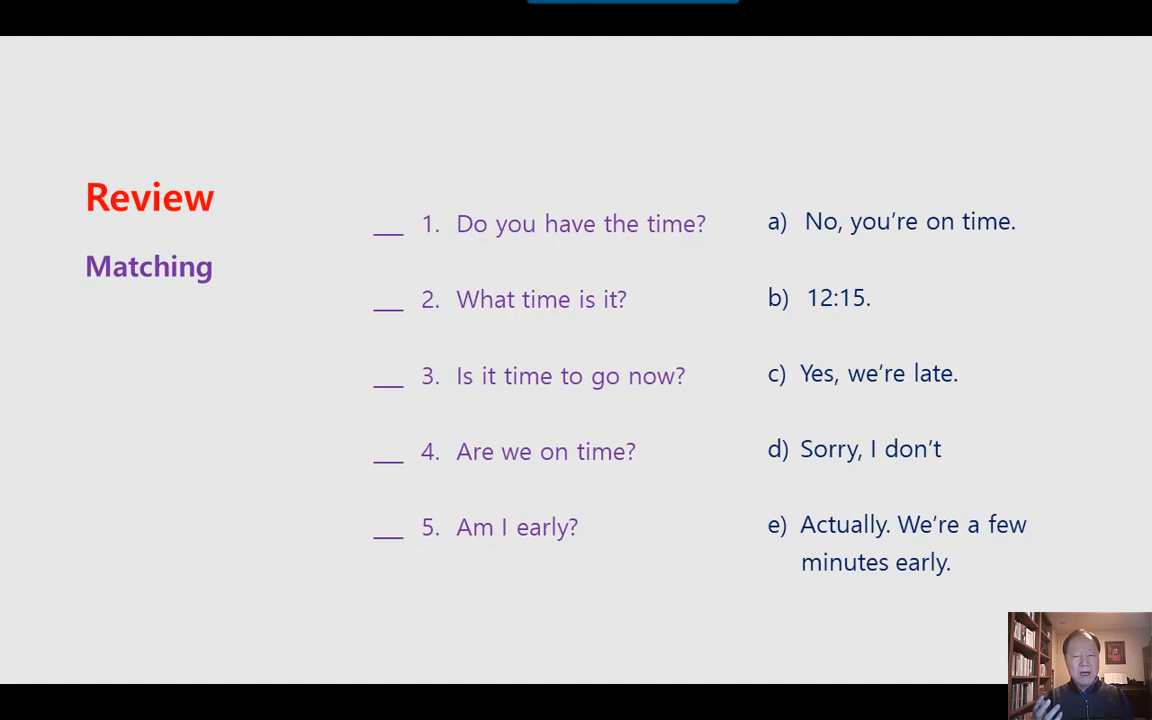 Review
Matching
___ 1. Do you have the time?
a) No, you’re on time.
___ 2. What time is it?
b) 12:15.
___ 3. Is it time to go now?
c) Yes, we’re late.
___ 4. Are we on time?
d) Sorry, I don’t
___ 5. Am I early?
e) Actually. We’re a few
minutes early.